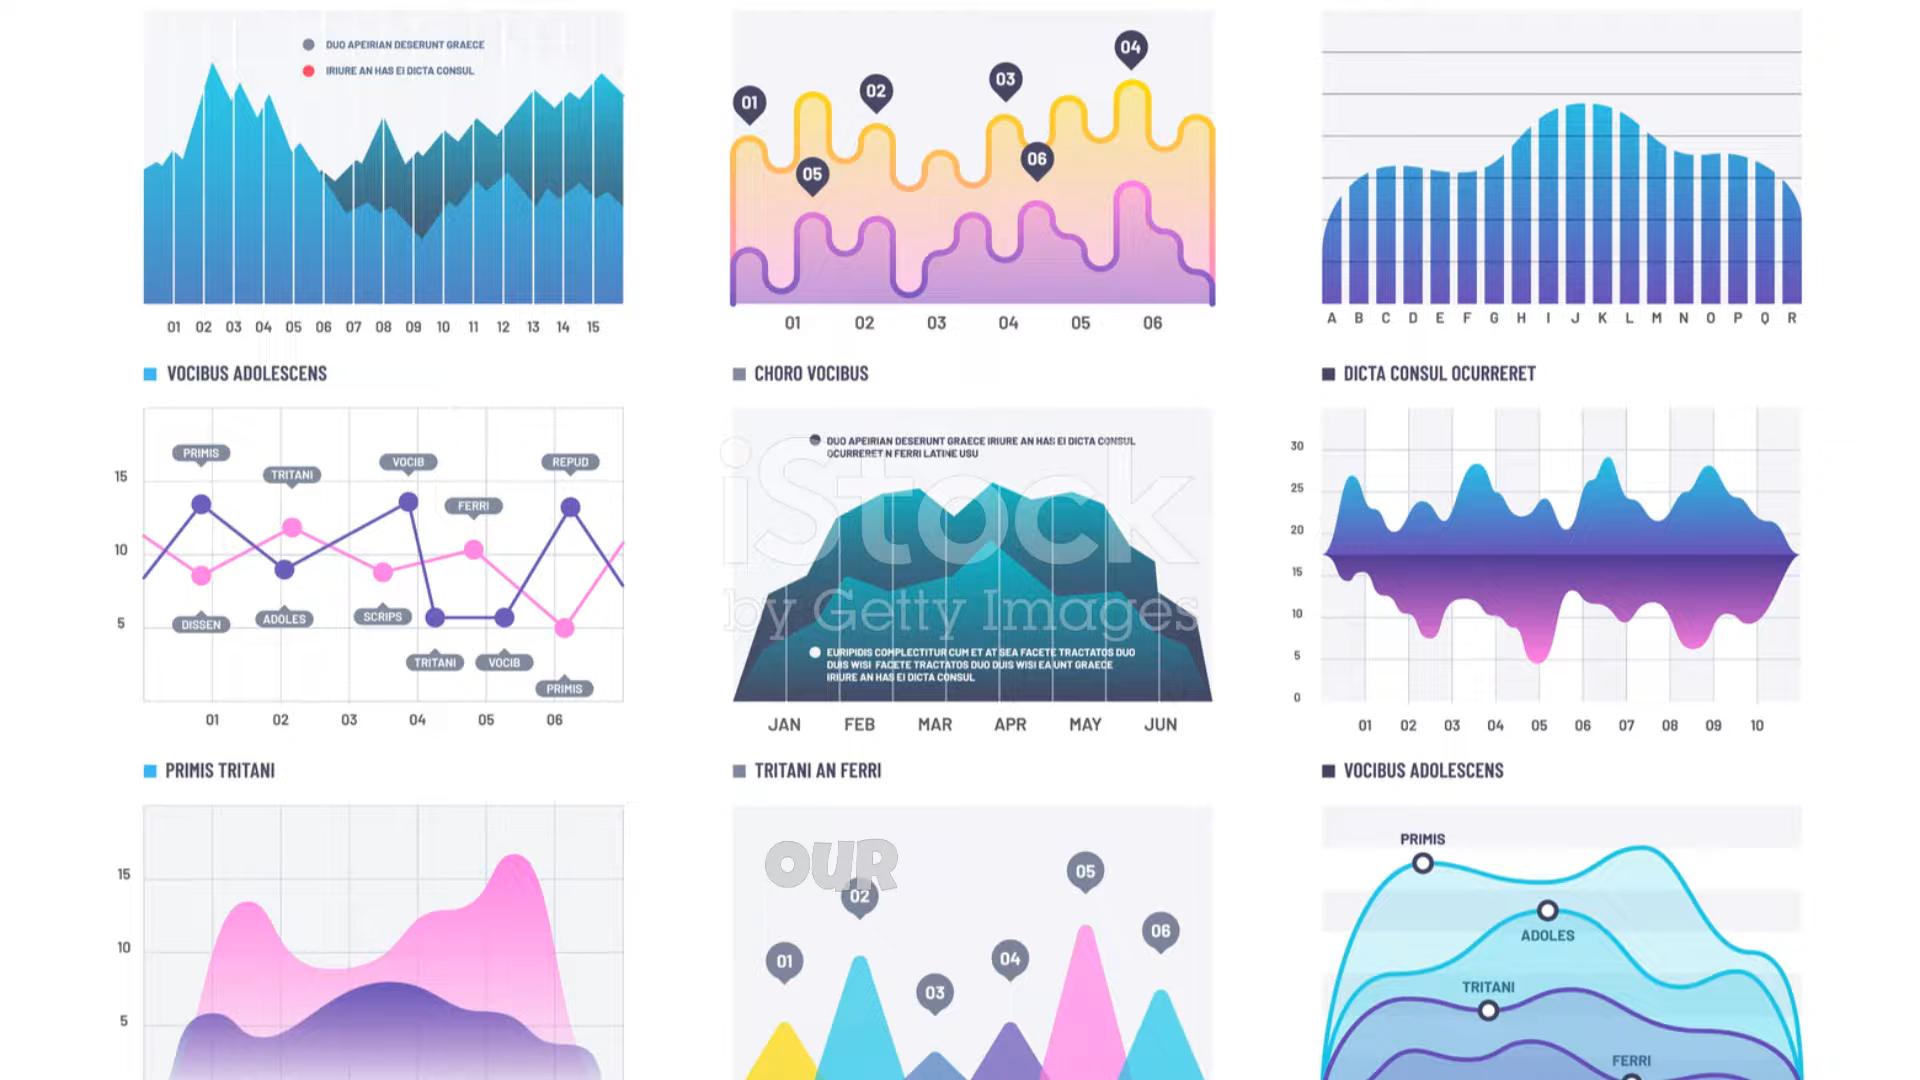 DUO APEIRIAN DESERUNT GRAECE
IRIURE AN HAS EI DICTA CONSUL
01 02 03 04 05 06 07 08 09 10 11 12 13 14 15
04
03
02
01
06
05
01 02 03 04 05 06
A B C D E F G H I J K L M N O P Q R
VOCIBUS ADOLESCENS
CHORO VOCIBUS
DICTA CONSUL OCURRERET
PRIMIS
VOCIB
REPUD
TRITANI
15
FERRI
10
5
DISSEN
ADOLES
SCRIPS
TRITANI
VOCIB
PRIMIS
01 02 03 04 05 06
DUO APEIRIAN DESERUNT GRAECE IRIURE AN HAS EI DICTA CONSUL
OCURRERET N FERRI LATINE USU
iStock
by Getty Images
EURIPIDIS COMPLECTITUR CUM ET AT SEA FACETE TRACTATOS DUO
DUIS WISI FACETE TRACTATOS DUO DUIS WISI EA UNT GRAECE
IRIURE AN HAS EI DICTA CONSUL
JAN FEB MAR APR MAY JUN
30
25
20
15
10
5
0
01 02 03 04 05 06 07 08 09 10
PRIMIS TRITANI
TRITANI AN FERRI
VOCIBUS ADOLESCENS
15
10
5
OUR
05
02
06
01
04
03
PRIMIS
ADOLES
TRITANI
FERRI